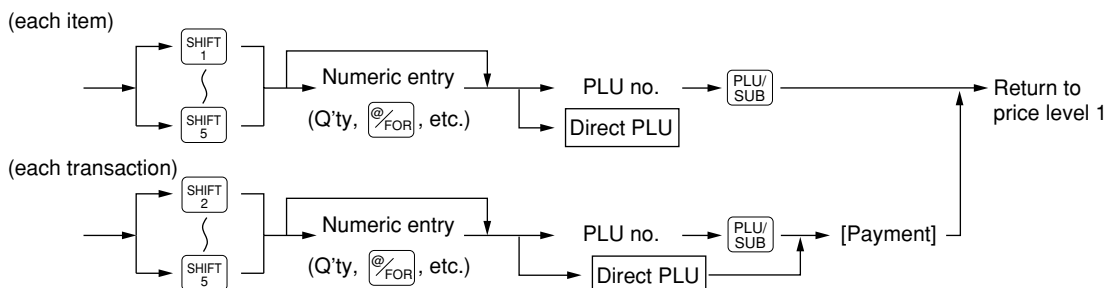 (each item)
SHIFT 1
SHIFT 5
Numeric entry
(Q'ty, @/FOR, etc.)
PLU no.
PLU/SUB
Direct PLU
Return to
price level 1
(each transaction)
SHIFT 2
SHIFT 5
Numeric entry
(Q'ty, @/FOR, etc.)
PLU no.
PLU/SUB
Direct PLU
[Payment]